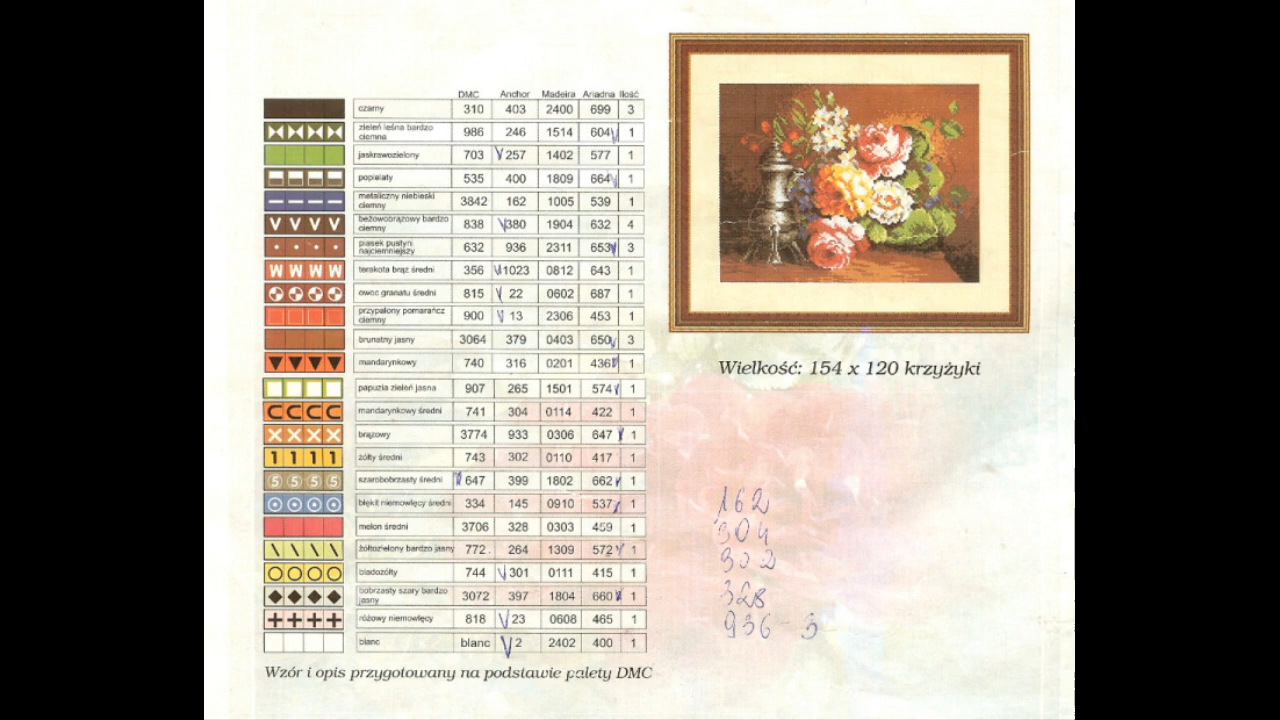 DMC Anchor Madeira Ariadna Ilość
czarny 310 403 2400 699 3
zieleń leśna bardzo ciemna 986 246 1514 604 1
jaskrawozielony 703 257 1402 577 1
popielaty 535 400 1809 664 1
metaliczny niebieski ciemny 3842 162 1005 539 1
V V V V beżowobrązowy bardzo ciemny 838 380 1904 632 4
piasek pustyni najciemniejszy 632 936 2311 653 3
W W W W terakota brąz średni 356 1023 0812 643 1
owoc granatu średni 815 22 0602 687 1
przypalony pomarańcz ciemny 900 13 2306 453 1
brunatny jasny 3064 379 0403 650 3
mandarynkowy 740 316 0201 436 1
papuzia zieleń jasna 907 265 1501 574 1
C C C C mandarynkowy średni 741 304 0114 422 1
brązowy 3774 933 0306 647 1
1 1 1 1 żółty średni 743 302 0110 417 1
5 5 5 5 szarobobrzasty średni 647 399 1802 662 1
błękit niemowlęcy średni 334 145 0910 537 1
melon średni 3706 328 0303 459 1
żółtozielony bardzo jasny 772 264 1309 572 1
bladożółty 744 301 0111 415 1
bobrzasty szary bardzo jasny 3072 397 1804 660 1
różowy niemowlęcy 818 23 0608 465 1
blanc blanc 2 2402 400 1
Wzór i opis przygotowany na podstawie palety DMC
Wielkość: 154 x 120 krzyżyki
162
304
302
328
936 - 3